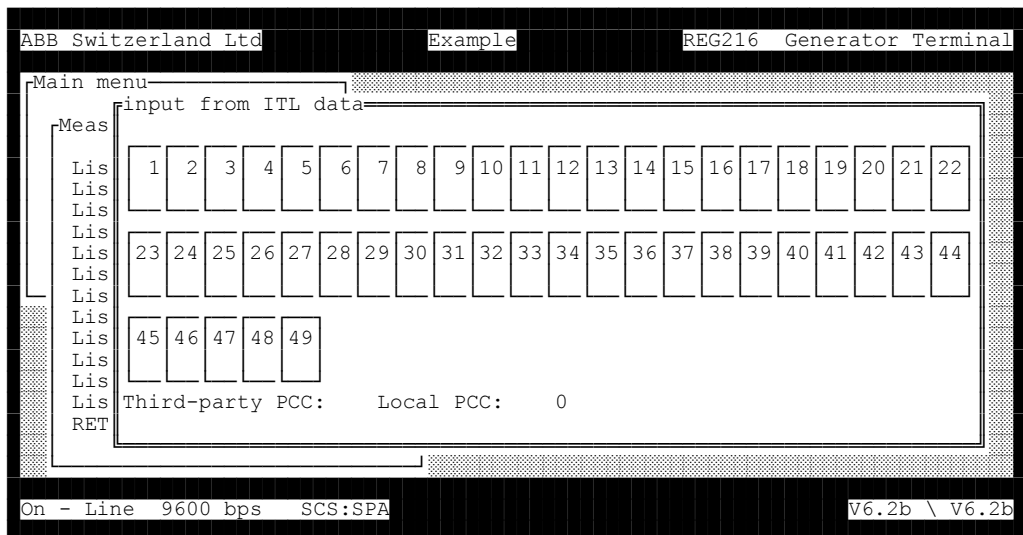 ABB Switzerland Ltd Example REG216 Generator Terminal
Main menu
input from ITL data
Meas
Lis 1 2 3 4 5 6 7 8 9 10 11 12 13 14 15 16 17 18 19 20 21 22
Lis
Lis
Lis
Lis 23 24 25 26 27 28 29 30 31 32 33 34 35 36 37 38 39 40 41 42 43 44
Lis
Lis
Lis
Lis 45 46 47 48 49
Lis
Lis
Lis Third-party PCC: Local PCC: 0
RET
On - Line 9600 bps SCS:SPA V6.2b \ V6.2b